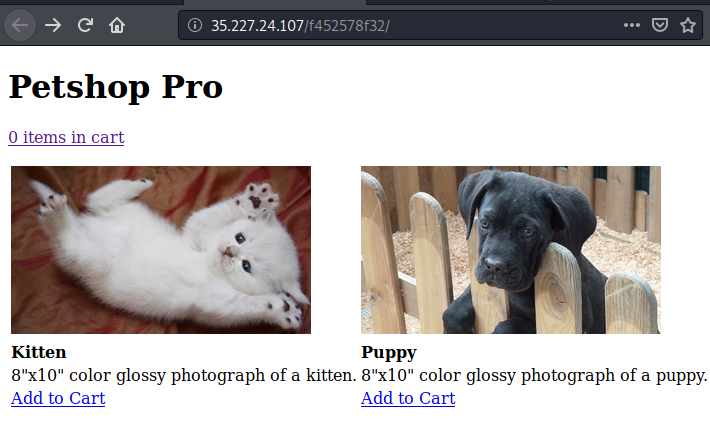 35.227.24.107/f452578f32/
Petshop Pro
0 items in cart
Kitten
8"x10" color glossy photograph of a kitten.
Add to Cart
Puppy
8"x10" color glossy photograph of a puppy.
Add to Cart